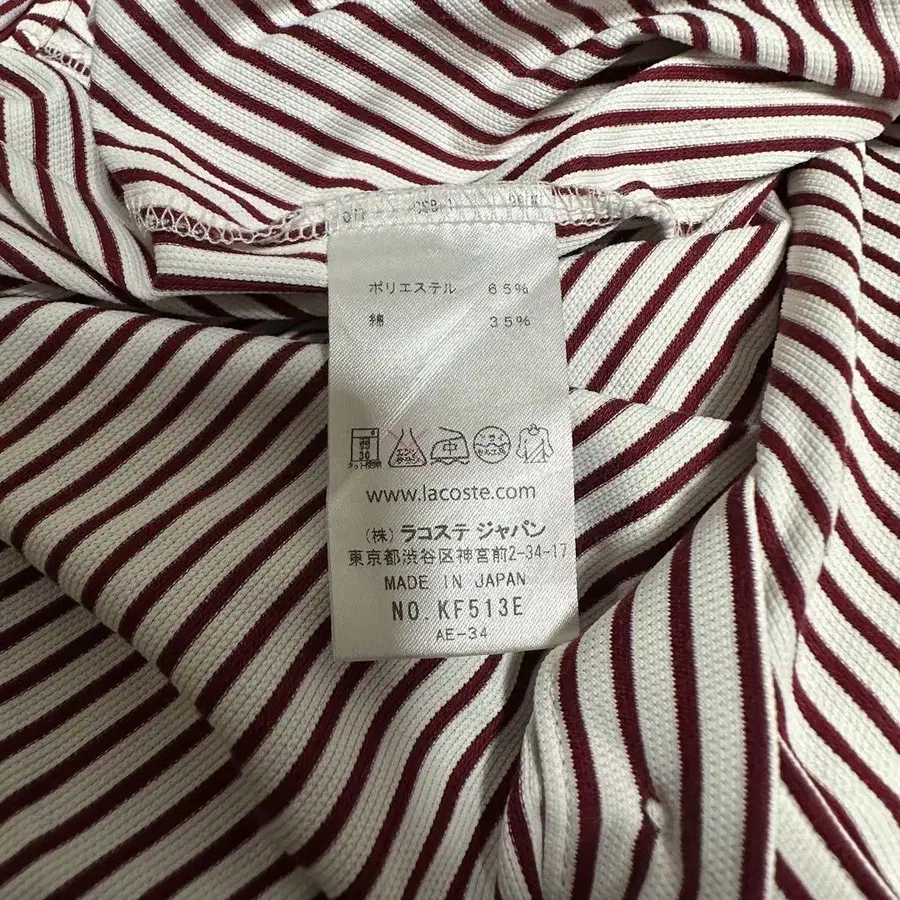 ポリエステル 65%
綿 35%
中
www.lacoste.com
(株) ラコステ ジャパン
東京都渋谷区神宮前2-34-17
MADE IN JAPAN
NO. KF513E
AE-34